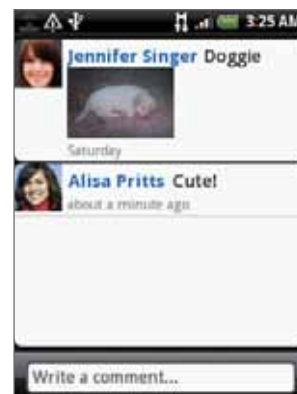 3:25 AM
Jennifer Singer Doggie
Saturday
Alisa Pritts Cute!
about a minute ago
Write a comment...